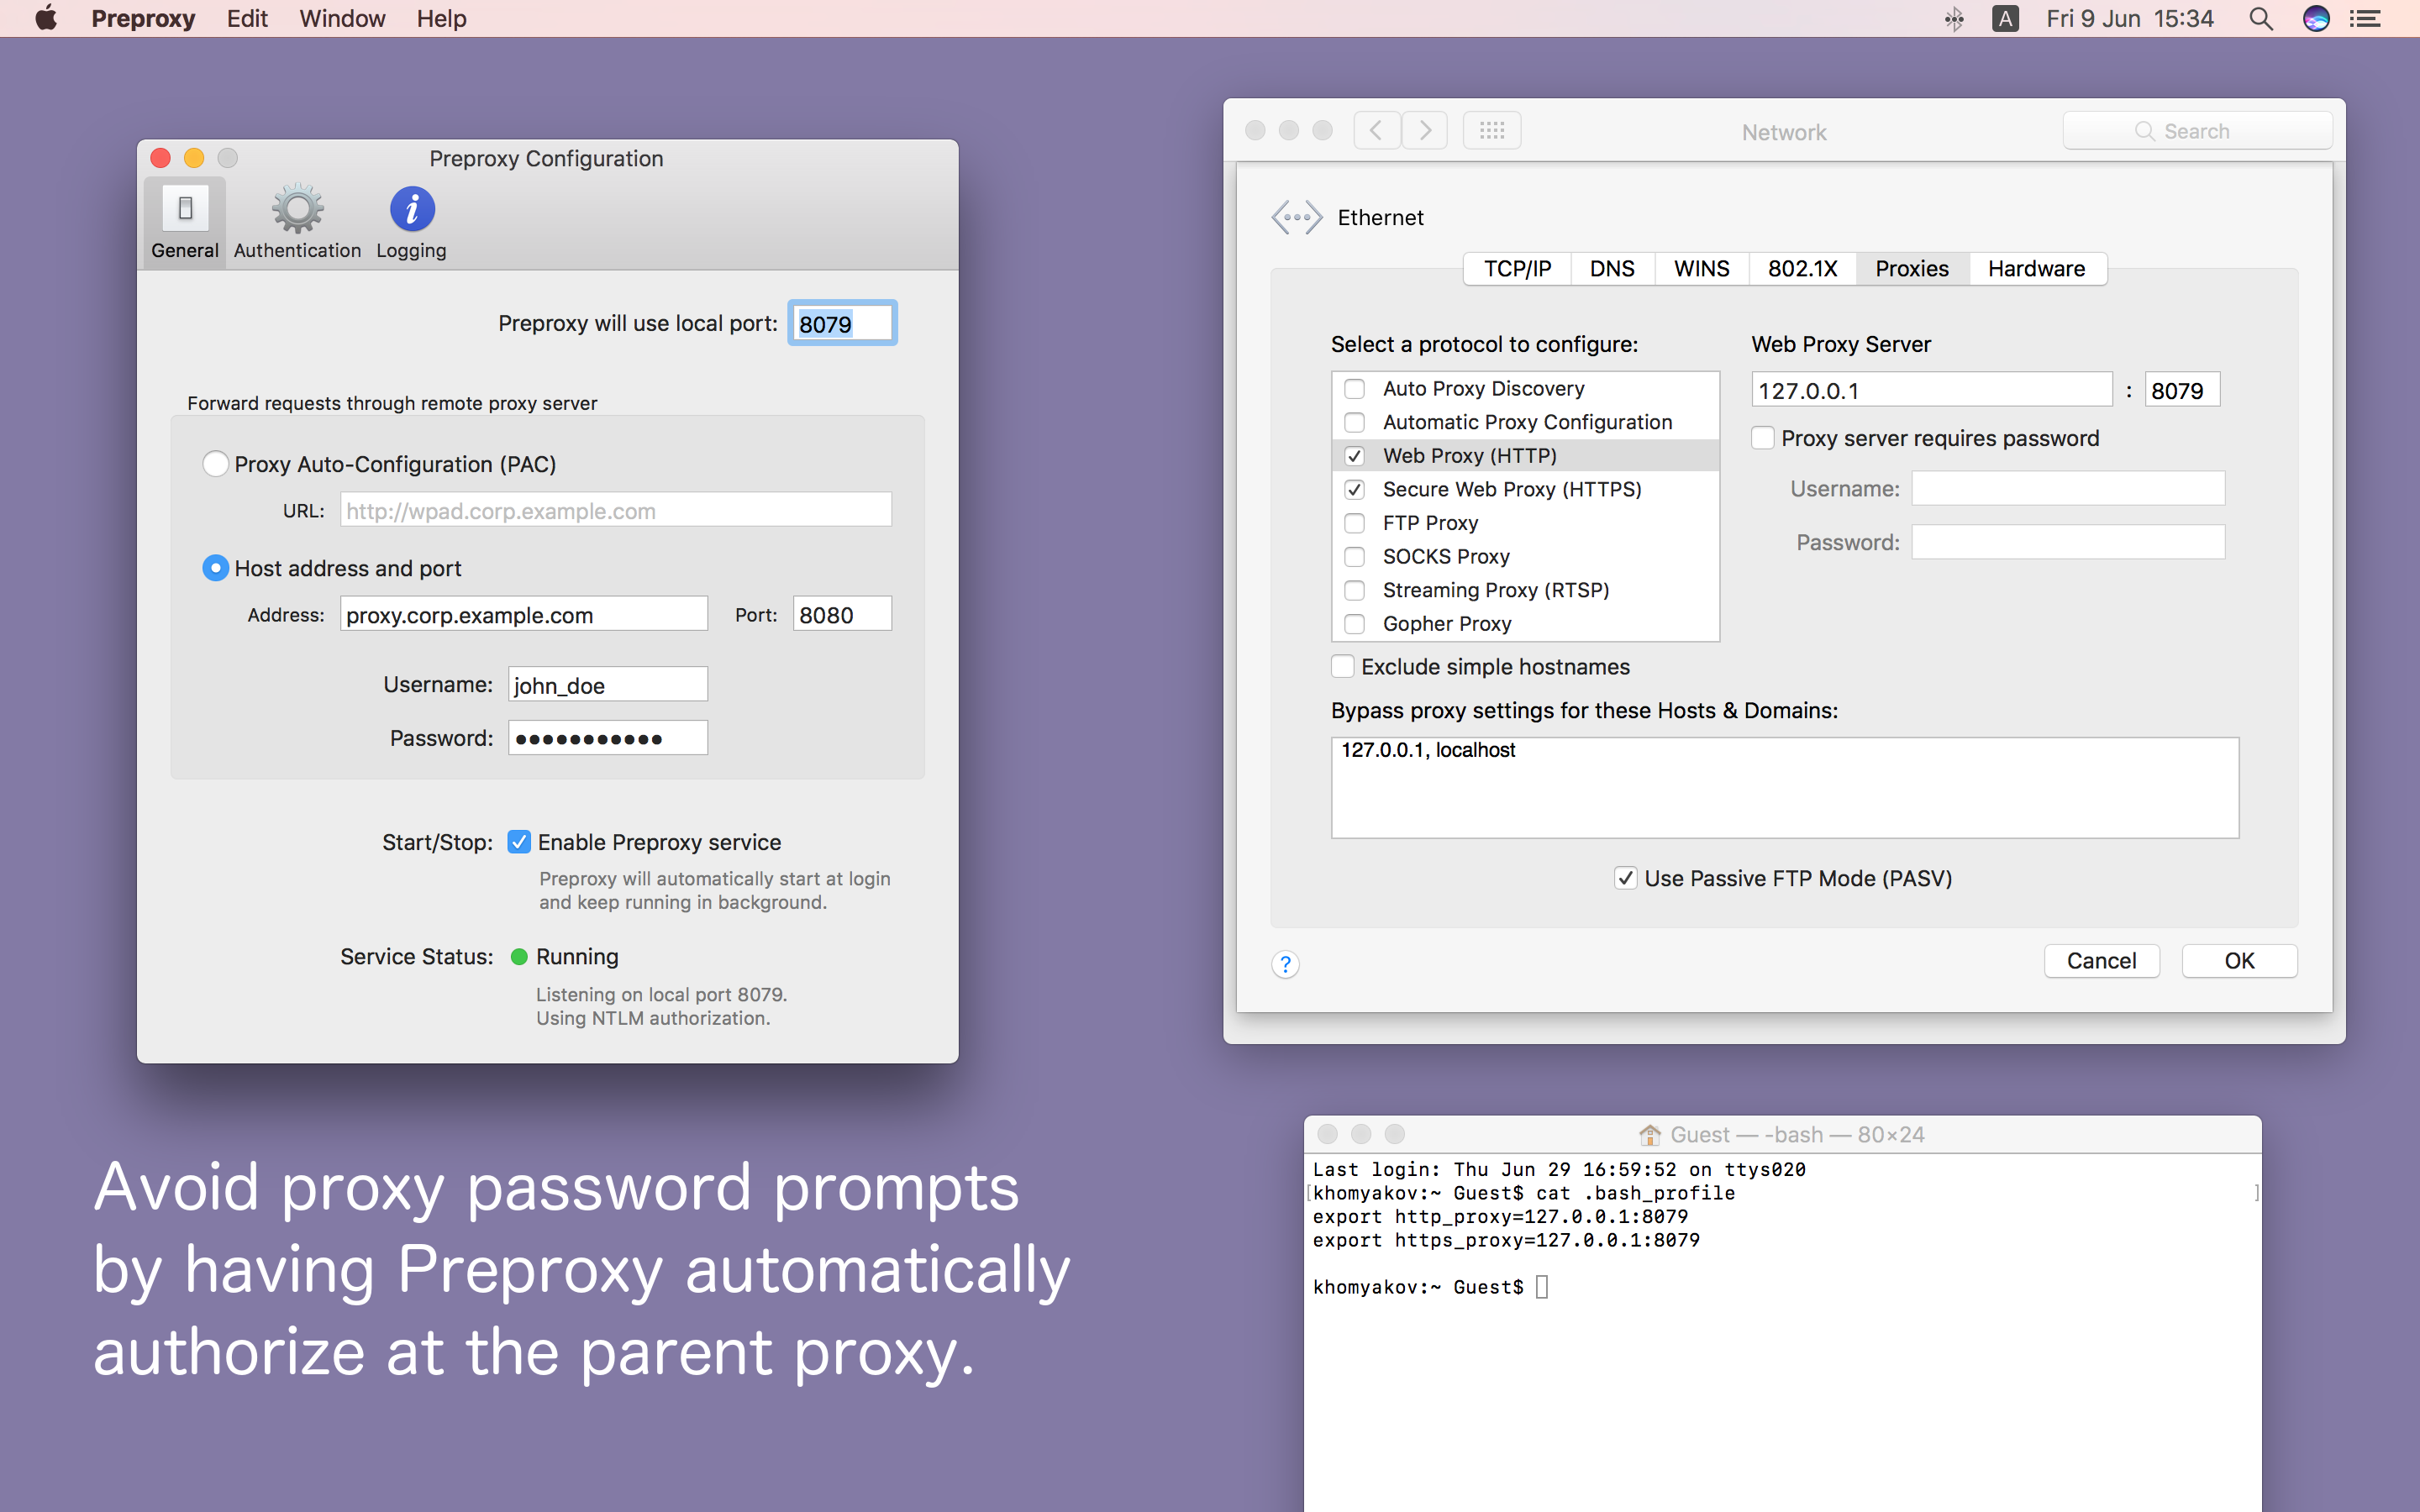 Preproxy Edit Window Help
A Fri 9 Jun 15:34
Preproxy Configuration
General Authentication Logging
Preproxy will use local port: 8079
Forward requests through remote proxy server
Proxy Auto-Configuration (PAC)
URL: http://wpad.corp.example.com
Host address and port
Address: proxy.corp.example.com Port: 8080
Username: john_doe
Password: ●●●●●●●●●●●
Start/Stop: Enable Preproxy service
Preproxy will automatically start at login
and keep running in background.
Service Status: Running
Listening on local port 8079.
Using NTLM authorization.
Network
Search
Ethernet
TCP/IP DNS WINS 802.1X Proxies Hardware
Select a protocol to configure:
Auto Proxy Discovery
Automatic Proxy Configuration
Web Proxy (HTTP)
Secure Web Proxy (HTTPS)
FTP Proxy
SOCKS Proxy
Streaming Proxy (RTSP)
Gopher Proxy
Web Proxy Server
127.0.0.1 : 8079
Proxy server requires password
Username:
Password:
Exclude simple hostnames
Bypass proxy settings for these Hosts & Domains:
127.0.0.1, localhost
Use Passive FTP Mode (PASV)
? Cancel OK
Avoid proxy password prompts
by having Preproxy automatically
authorize at the parent proxy.
Guest — -bash — 80×24
Last login: Thu Jun 29 16:59:52 on ttys020
[khomyakov:~ Guest$ cat .bash_profile ]
export http_proxy=127.0.0.1:8079
export https_proxy=127.0.0.1:8079
khomyakov:~ Guest$